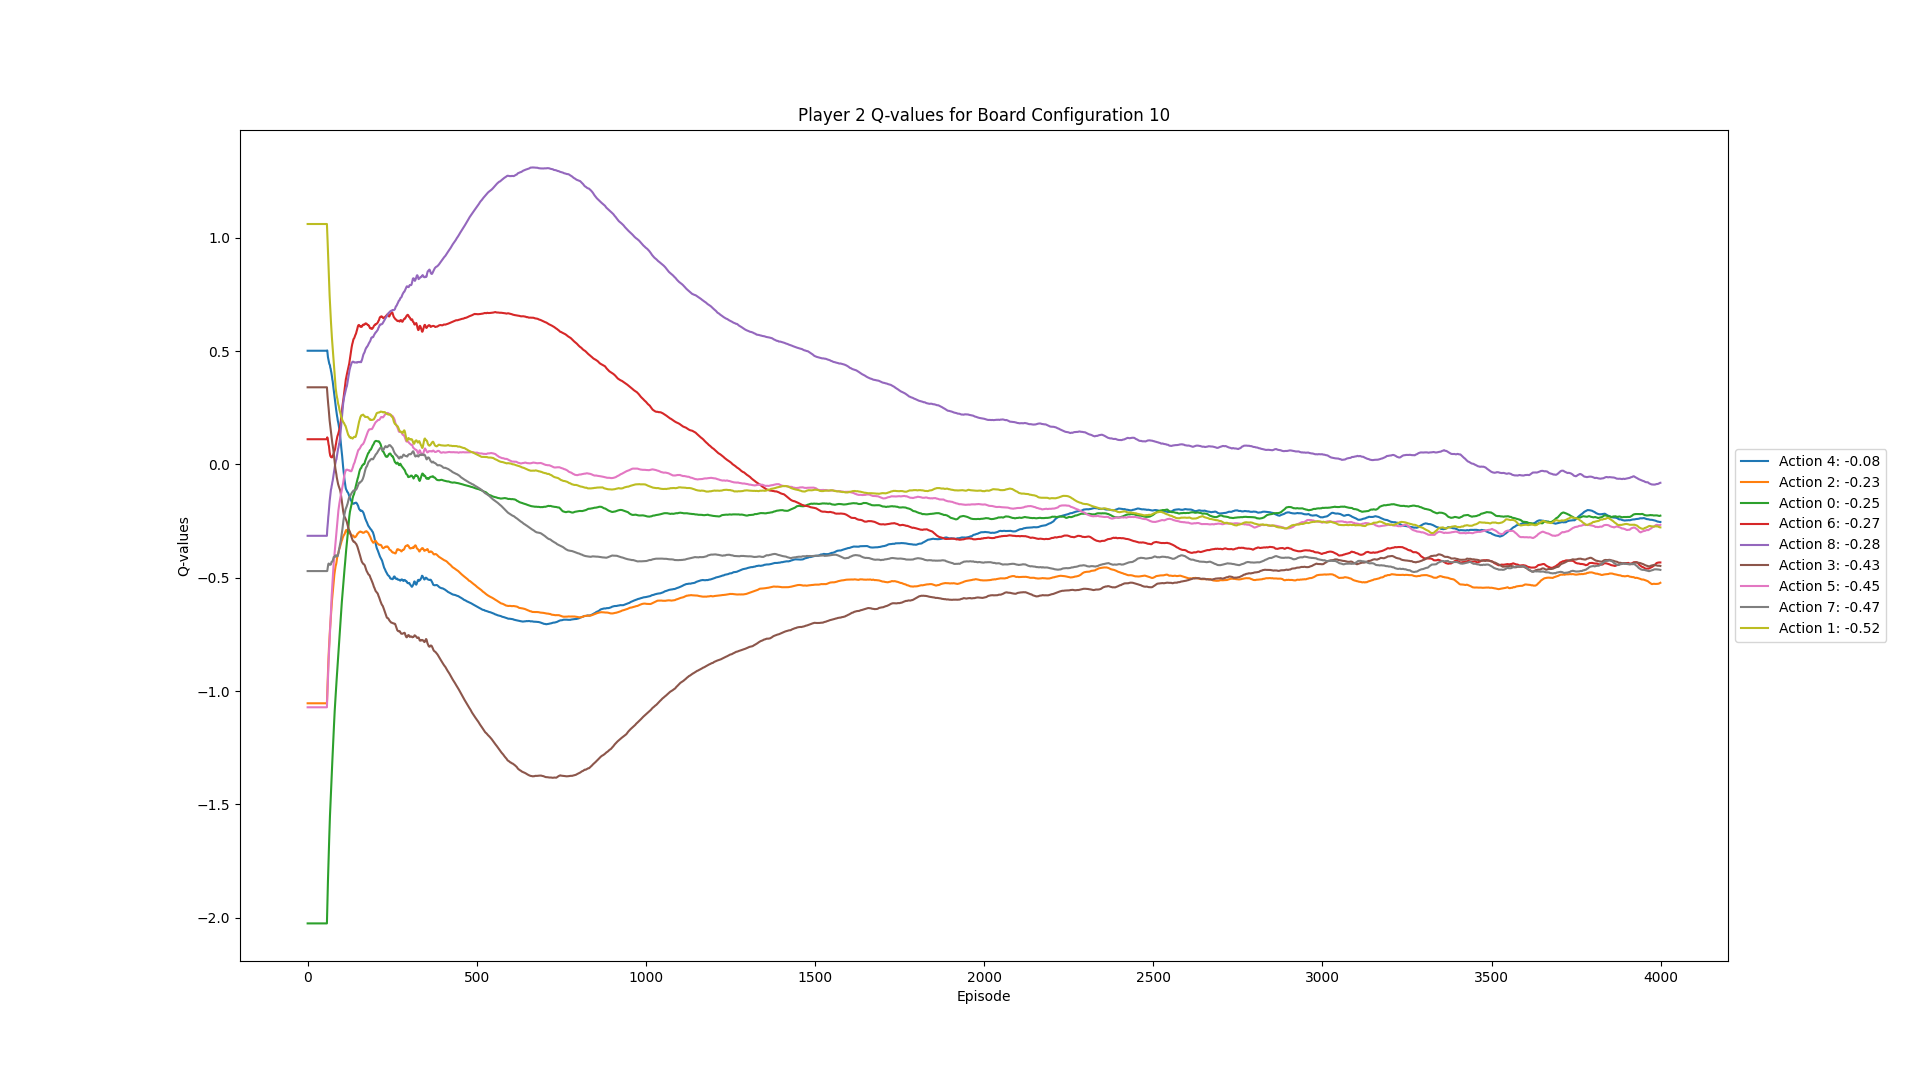 Player 2 Q-values for Board Configuration 10
Q-values
1.0
0.5
0.0
−0.5
−1.0
−1.5
−2.0
0 500 1000 1500 2000 2500 3000 3500 4000
Episode
Action 4: -0.08
Action 2: -0.23
Action 0: -0.25
Action 6: -0.27
Action 8: -0.28
Action 3: -0.43
Action 5: -0.45
Action 7: -0.47
Action 1: -0.52